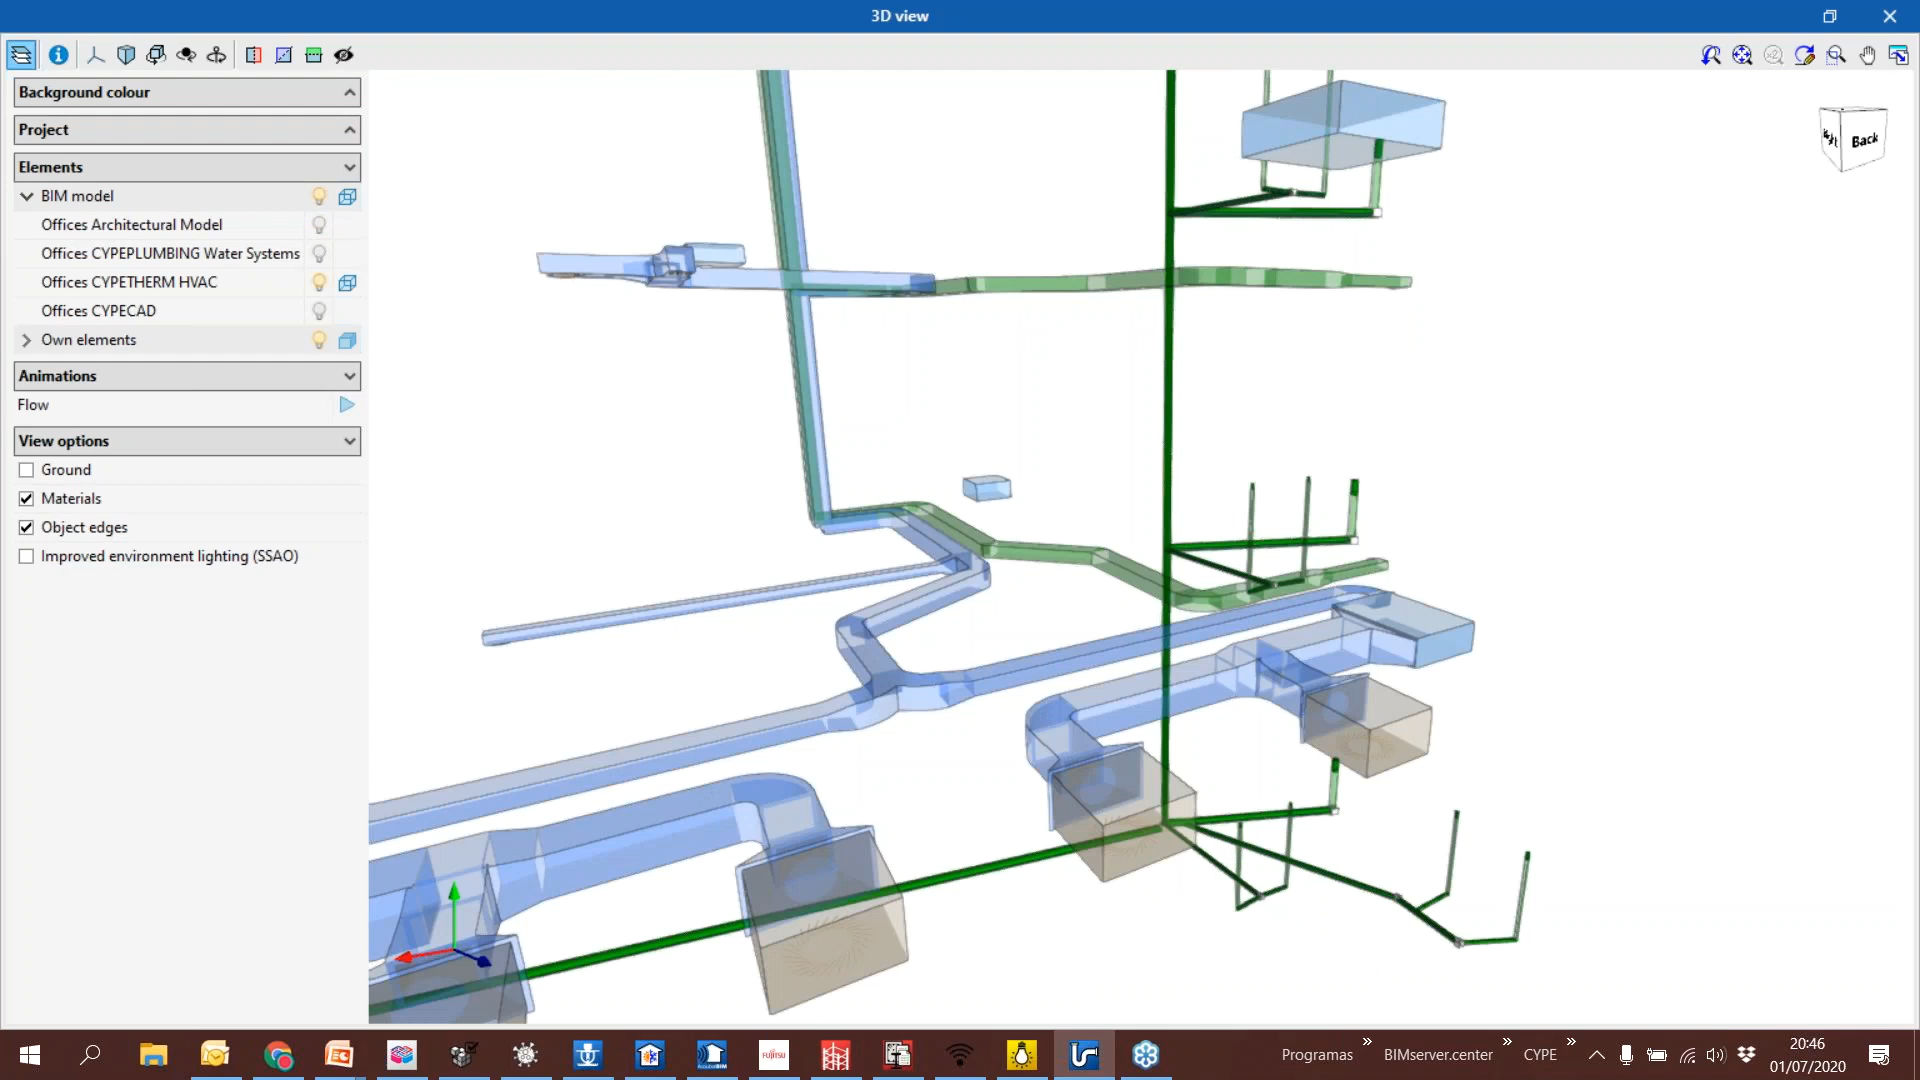 3D view
Background colour
Project
Elements
BIM model
Offices Architectural Model
Offices CYPEPLUMBING Water Systems
Offices CYPETHERM HVAC
Offices CYPECAD
Own elements
Animations
Flow
View options
Ground
Materials
Object edges
Improved environment lighting (SSAO)
Back
FUJITSU
Programas
BIMserver.center
CYPE
20:46
01/07/2020